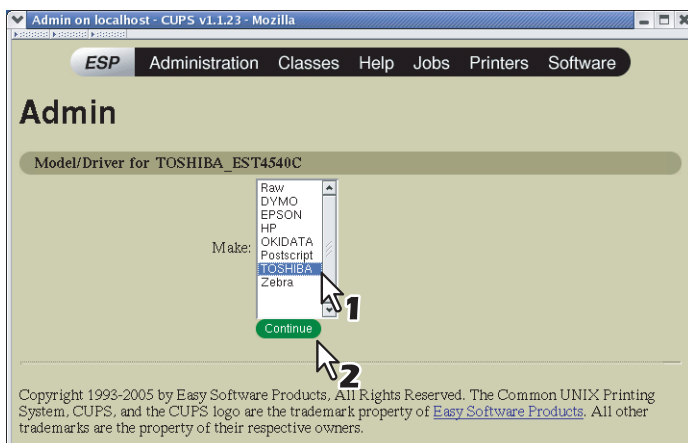 Admin on localhost - CUPS v1.1.23 - Mozilla
ESP Administration Classes Help Jobs Printers Software
Admin
Model/Driver for TOSHIBA_EST4540C
Raw
DYMO
EPSON
HP
Make: OKIDATA
Postscript
TOSHIBA
Zebra
1
Continue
2
Copyright 1993-2005 by Easy Software Products, All Rights Reserved. The Common UNIX Printing
System, CUPS, and the CUPS logo are the trademark property of Easy Software Products. All other
trademarks are the property of their respective owners.